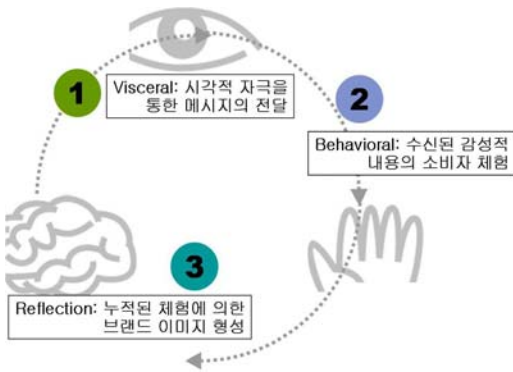 1
Visceral: 시각적 자극을
통한 메시지의 전달
2
Behavioral: 수신된 감성적
내용의 소비자 체험
3
Reflection: 누적된 체험에 의한
브랜드 이미지 형성